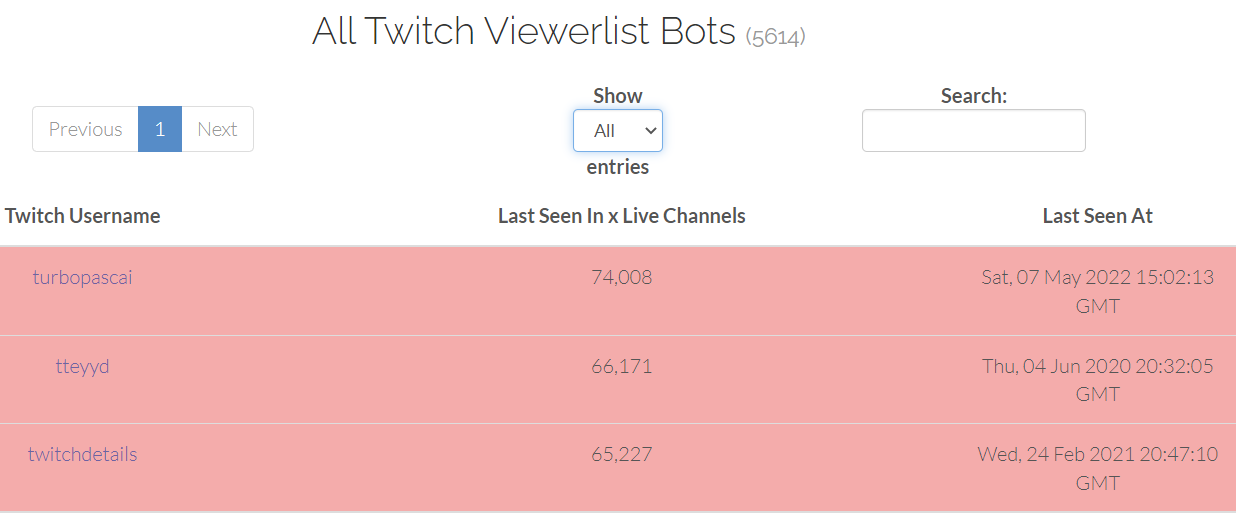 All Twitch Viewerlist Bots (5614)
Previous 1 Next
Show
All
entries
Search:
Twitch Username Last Seen In x Live Channels Last Seen At
turbopascai 74,008 Sat, 07 May 2022 15:02:13
GMT
tteyyd 66,171 Thu, 04 Jun 2020 20:32:05
GMT
twitchdetails 65,227 Wed, 24 Feb 2021 20:47:10
GMT